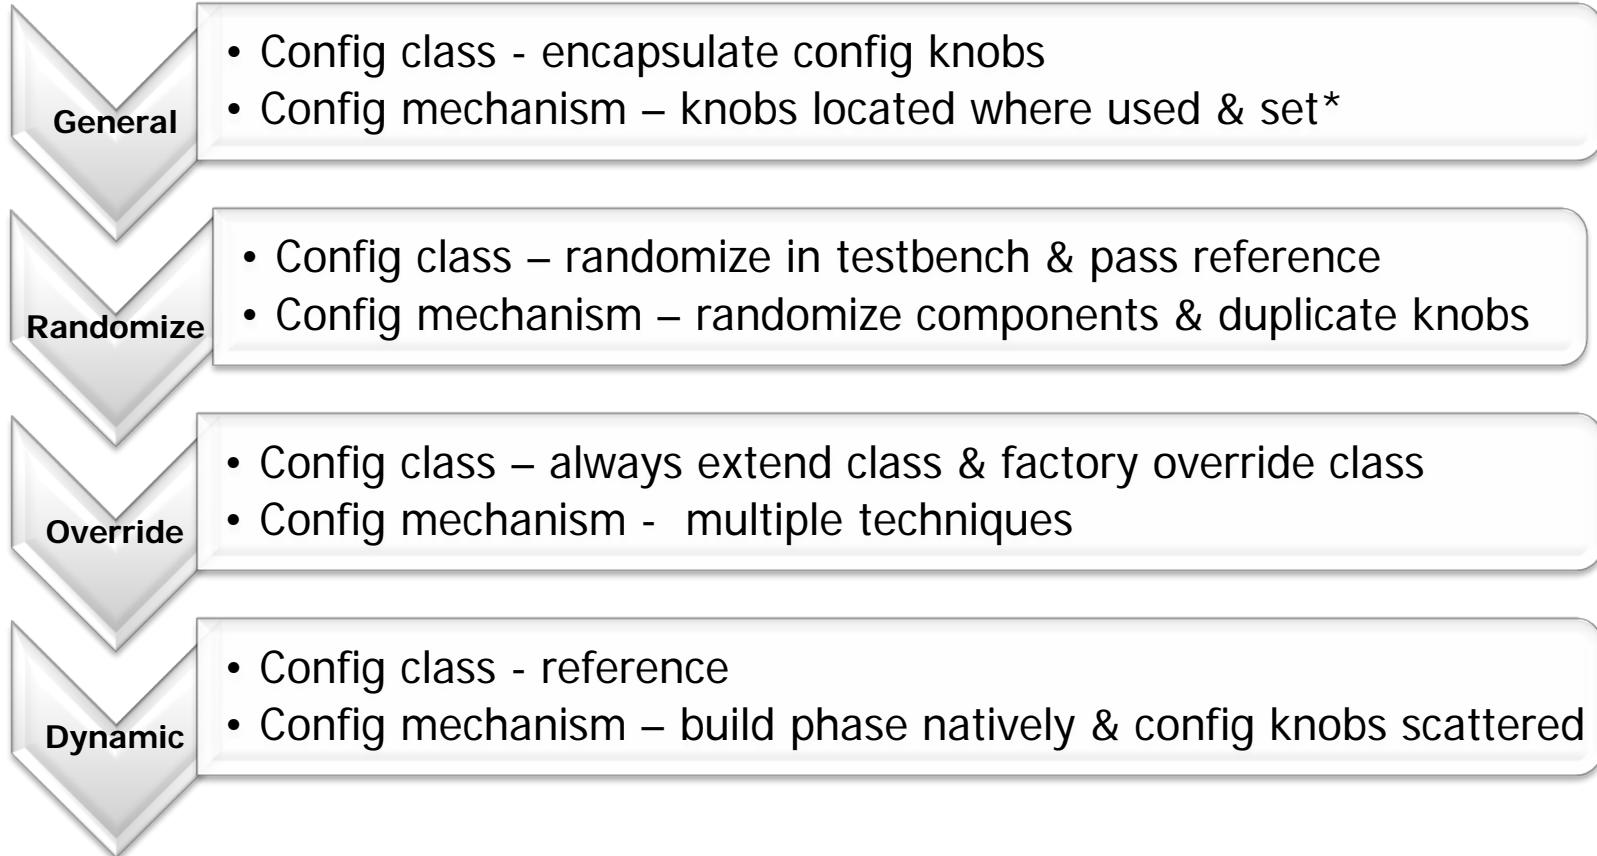 General
• Config class - encapsulate config knobs
• Config mechanism – knobs located where used & set*
Randomize
• Config class – randomize in testbench & pass reference
• Config mechanism – randomize components & duplicate knobs
Override
• Config class – always extend class & factory override class
• Config mechanism -  multiple techniques
Dynamic
• Config class - reference
• Config mechanism – build phase natively & config knobs scattered